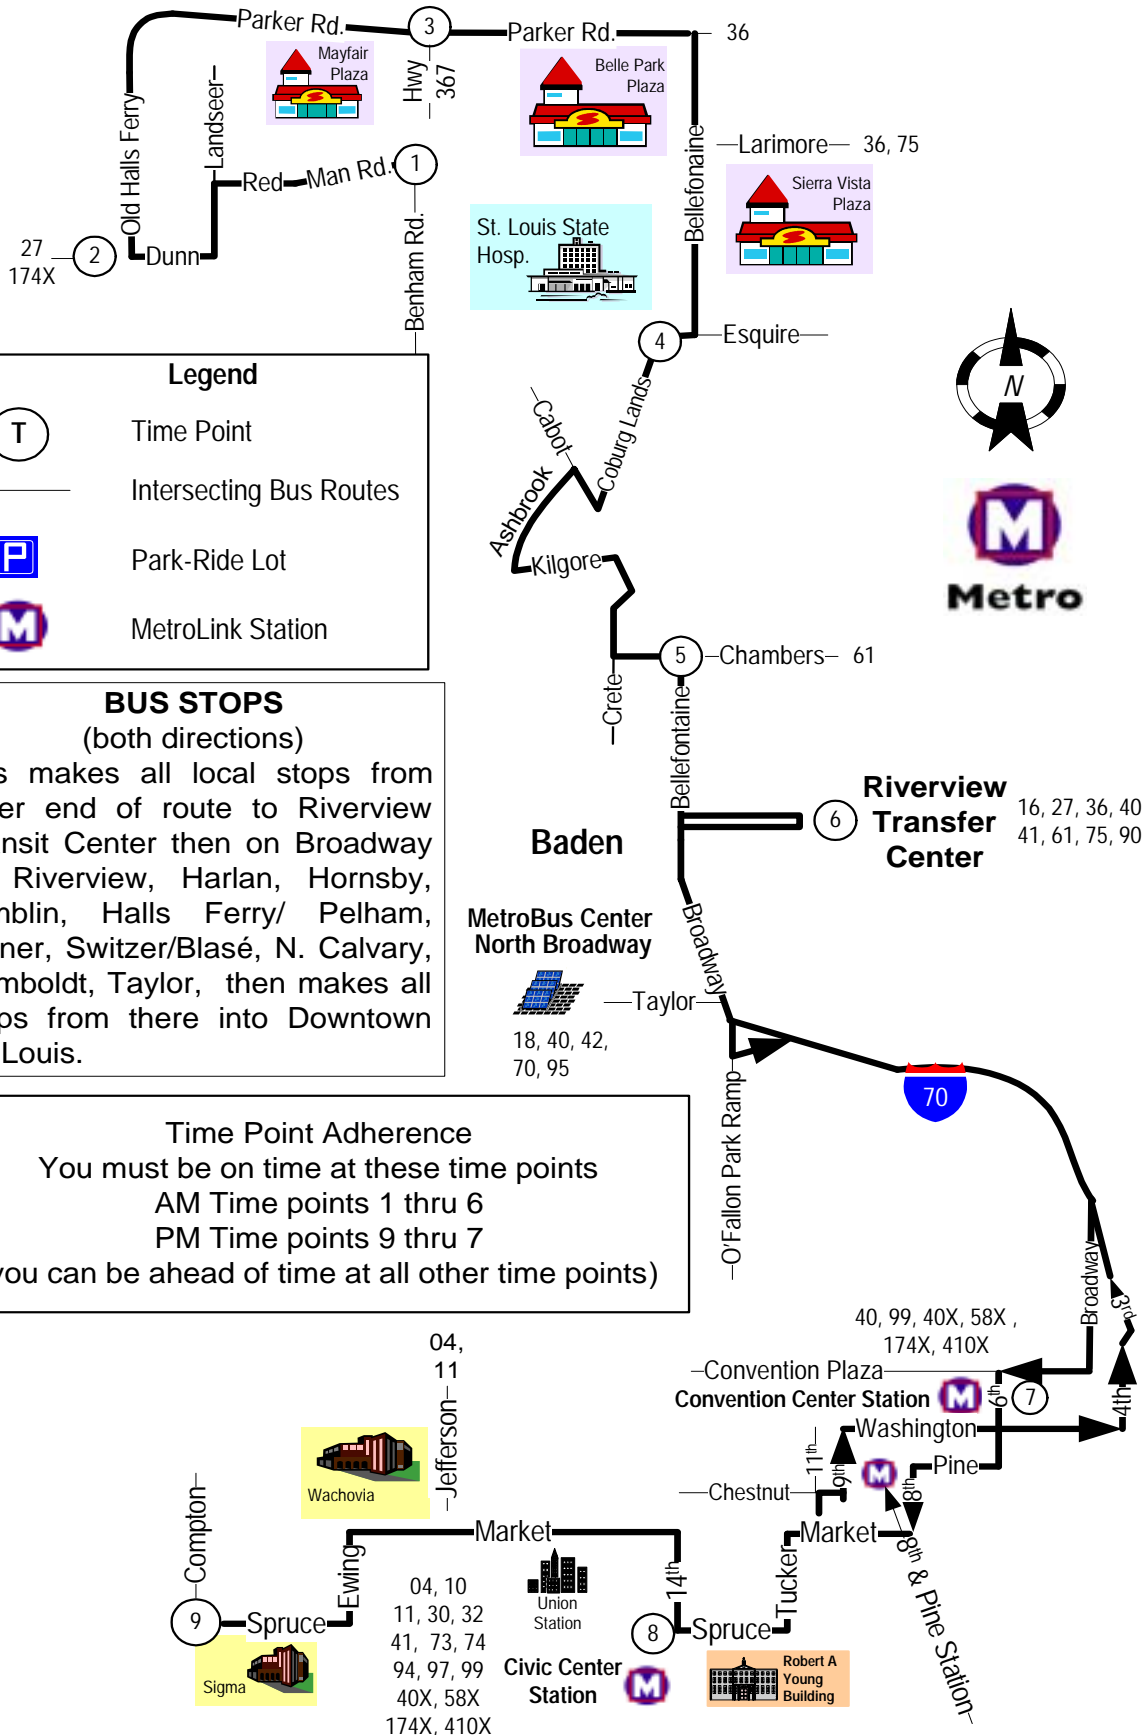 Parker Rd.
3
Parker Rd.
36
Mayfair
Plaza
Hwy
367
Belle Park
Plaza
Old Halls Ferry
Landseer
Red Man Rd.
1
Bellefonaine
Larimore 36, 75
Sierra Vista
Plaza
27
174X
2
Dunn
Benham Rd.
St. Louis State
Hosp.
4
Esquire
N
Legend
T Time Point
Intersecting Bus Routes
P Park-Ride Lot
M MetroLink Station
Cabot
Coburg Lands
Ashbrook
Kilgore
M
Metro
5
Chambers 61
Crete
Bellefontaine
BUS STOPS
(both directions)
s makes all local stops from
er end of route to Riverview
nsit Center then on Broadway
Riverview, Harlan, Hornsby,
mblin, Halls Ferry/ Pelham,
ner, Switzer/Blasé, N. Calvary,
mboldt, Taylor, then makes all
ps from there into Downtown
Louis.
6
Riverview
Transfer
Center
16, 27, 36, 40
41, 61, 75, 90
Baden
MetroBus Center
North Broadway
Broadway
Taylor
18, 40, 42,
70, 95
O'Fallon Park Ramp
70
Time Point Adherence
You must be on time at these time points
AM Time points 1 thru 6
PM Time points 9 thru 7
you can be ahead of time at all other time points)
Broadway
3rd
40, 99, 40X, 58X ,
174X, 410X
Convention Plaza
Convention Center Station M
6th
7
4th
04,
11
Jefferson
Washington
11th
9th
M
Pine
8th
Chestnut
Wachovia
Compton
Market
Market
Ewing
14th
Tucker
8th & Pine Station
Union
Station
9
Spruce
04, 10
11, 30, 32
41, 73, 74
94, 97, 99
40X, 58X
174X, 410X
8
Spruce
Sigma
Civic Center
Station
M
Robert A
Young
Building